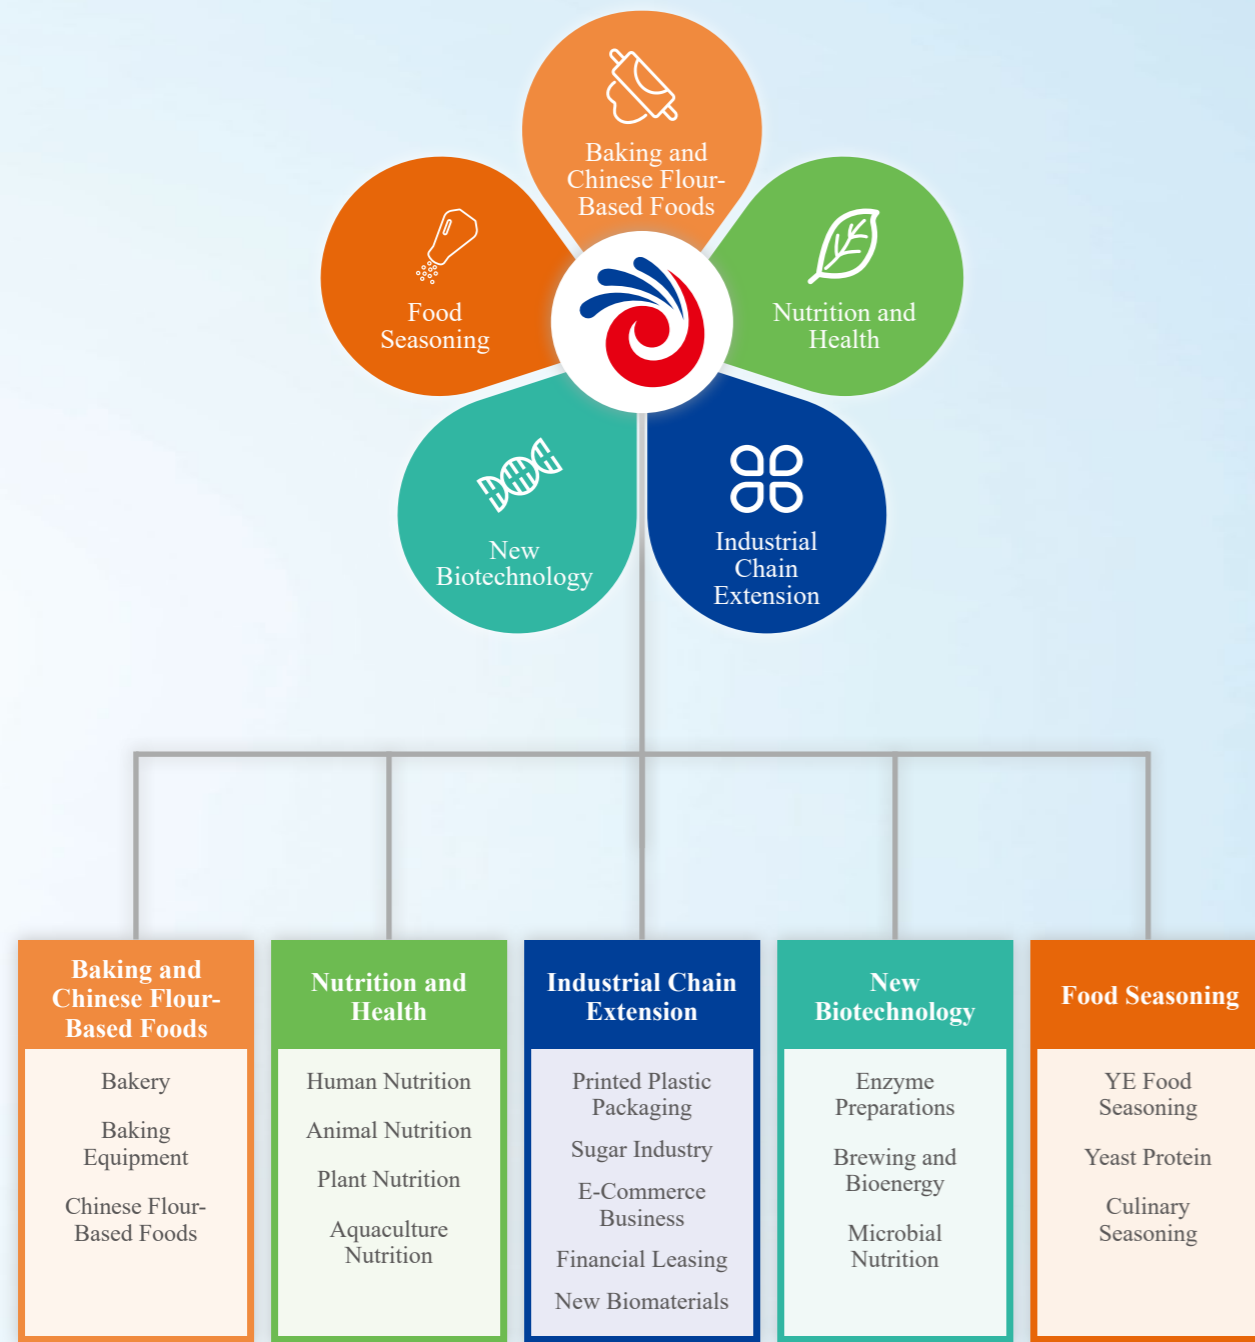 Baking and
Chinese Flour-
Based Foods
Food
Seasoning
Nutrition and
Health
New
Biotechnology
Industrial
Chain
Extension
Baking and
Chinese Flour-
Based Foods
Bakery
Baking
Equipment
Chinese Flour-
Based Foods
Nutrition and
Health
Human Nutrition
Animal Nutrition
Plant Nutrition
Aquaculture
Nutrition
Industrial Chain
Extension
Printed Plastic
Packaging
Sugar Industry
E-Commerce
Business
Financial Leasing
New Biomaterials
New
Biotechnology
Enzyme
Preparations
Brewing and
Bioenergy
Microbial
Nutrition
Food Seasoning
YE Food
Seasoning
Yeast Protein
Culinary
Seasoning